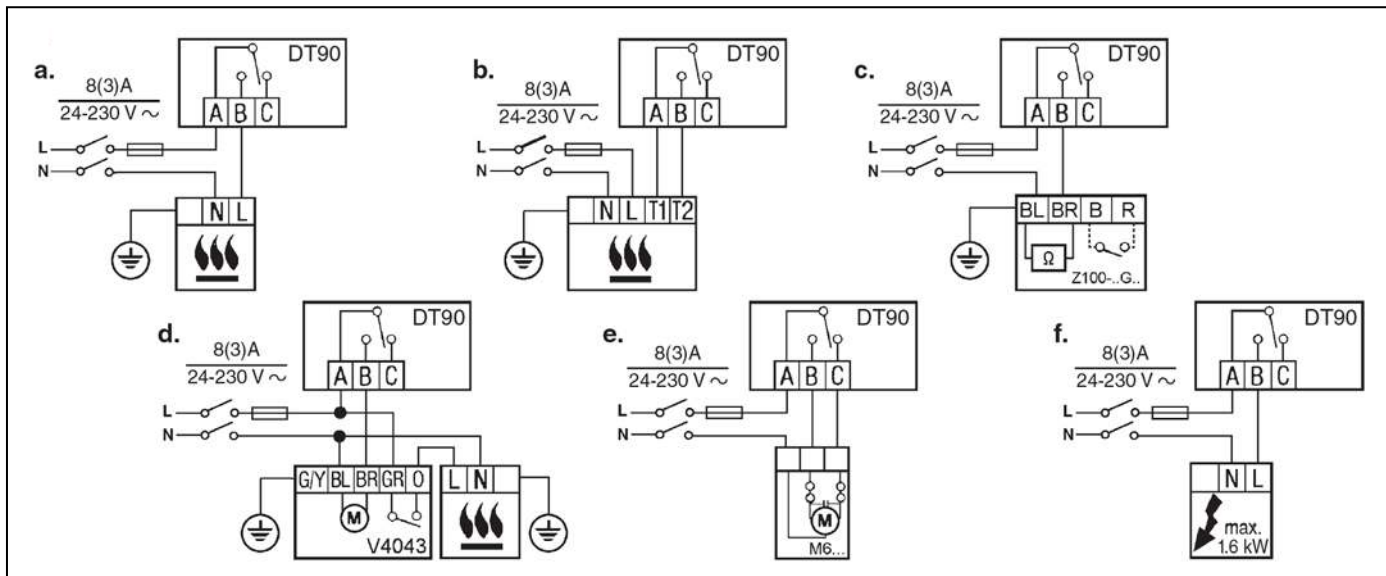 a.
8(3)A
24-230 V ~
L
N
DT90
A B C
N L
b.
8(3)A
24-230 V ~
L
N
DT90
A B C
N L T1 T2
c.
8(3)A
24-230 V ~
L
N
DT90
A B C
BL BR B R
Ω
Z100-..G..
d.
8(3)A
24-230 V ~
L
N
DT90
A B C
G/Y BL BR GR O
M
V4043
L N
e.
8(3)A
24-230 V ~
L
N
DT90
A B C
M
M6...
f.
8(3)A
24-230 V ~
L
N
DT90
A B C
N L
max.
1.6 kW